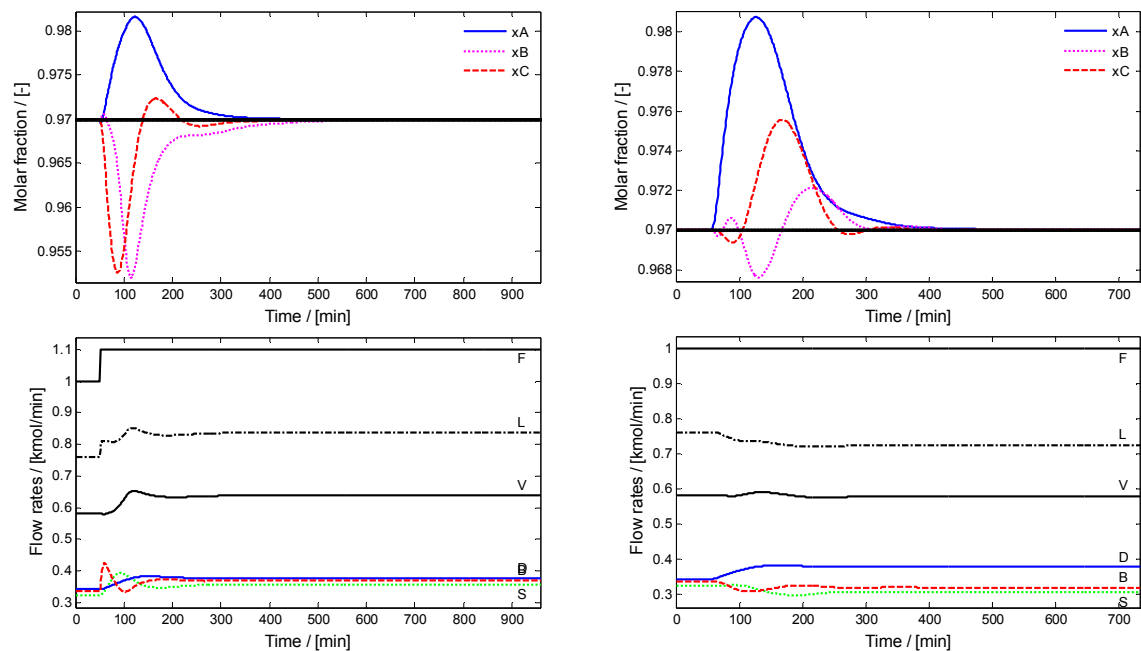 0.98
0.975
0.97
0.965
0.96
0.955
Molar fraction / [-]
xA
xB
xC
0 100 200 300 400 500 600 700 800 900
Time / [min]
0.98
0.978
0.976
0.974
0.972
0.97
0.968
Molar fraction / [-]
xA
xB
xC
0 100 200 300 400 500 600 700
Time / [min]
1.1
1
0.9
0.8
0.7
0.6
0.5
0.4
0.3
Flow rates / [kmol/min]
F
L
V
D
B
S
0 100 200 300 400 500 600 700 800 900
Time / [min]
1
0.9
0.8
0.7
0.6
0.5
0.4
0.3
Flow rates / [kmol/min]
F
L
V
D
B
S
0 100 200 300 400 500 600 700
Time / [min]